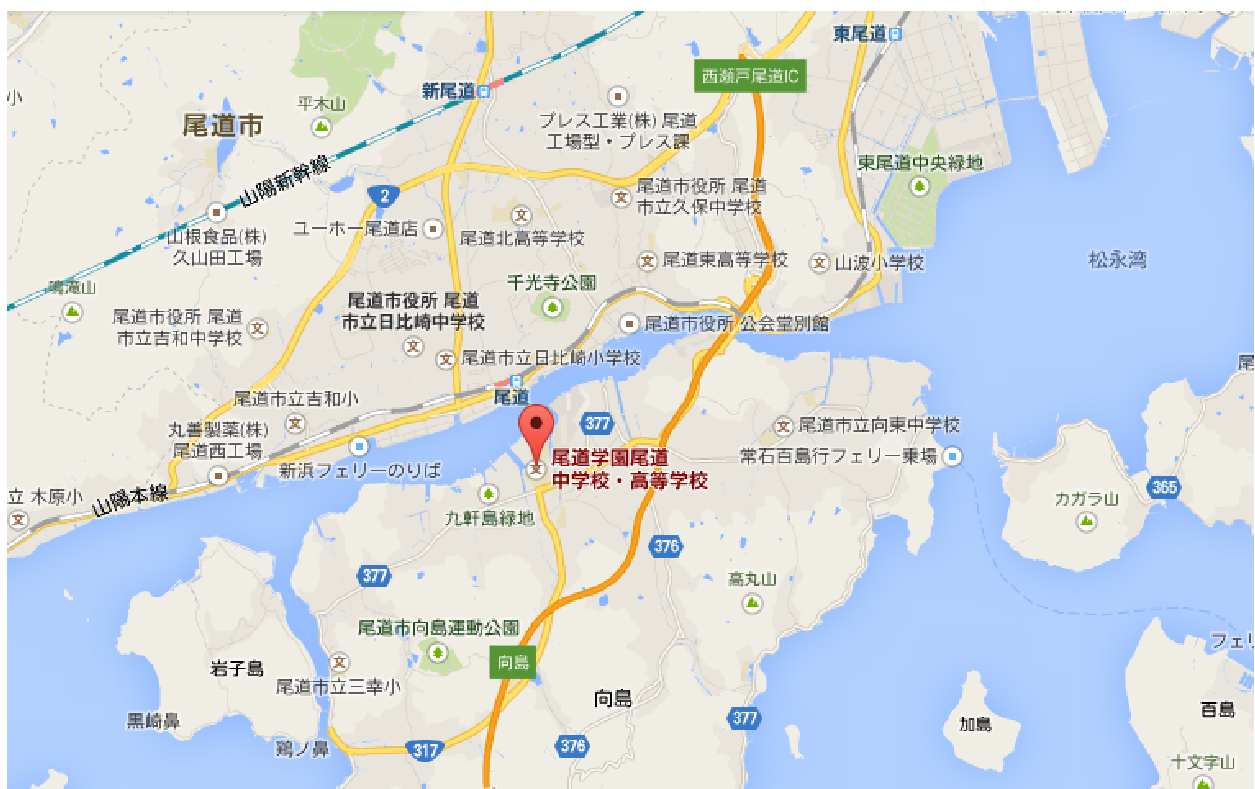 東尾道
西瀬戸尾道IC
新尾道
小
平木山
尾道市
プレス工業(株) 尾道
工場型・プレス課
山陽新幹線
2
東尾道中央緑地
尾道市役所 尾道
市立久保中学校
山根食品(株)
久山田工場
ユーホー尾道店
尾道北高等学校
尾道東高等学校
山波小学校
松永湾
鳴滝山
千光寺公園
尾道市役所 尾道
市立日比崎中学校
尾道市役所 尾道
市立吉和中学校
尾道市役所 公会堂別館
尾道市立日比崎小学校
尾
尾道
尾道市立吉和小
377
尾道市立向東中学校
丸善製薬(株)
尾道西工場
新浜フェリーのりば
尾道学園尾道
中学校・高等学校
常石百島行フェリー東場
365
立 木原小
山陽本線
カガラ山
九軒島緑地
376
377
高丸山
尾道市向島運動公園
フェリ
岩子島
向島
尾道市立三幸小
向島
百島
黒崎鼻
377
加島
鶏ノ鼻
317
376
十文字山